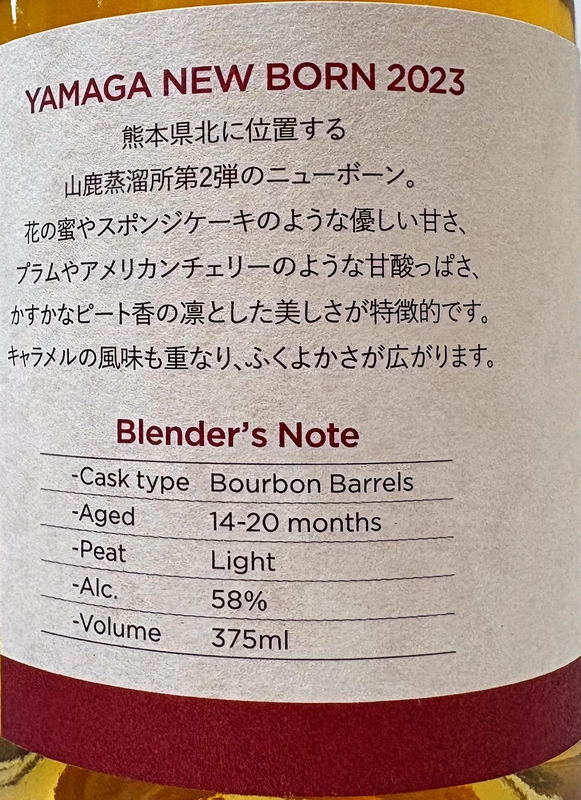 YAMAGA NEW BORN 2023
熊本県北に位置する
山鹿蒸溜所第2弾のニューボーン。
花の蜜やスポンジケーキのような優しい甘さ、
プラムやアメリカンチェリーのような甘酸っぱさ、
かすかなピート香の凛とした美しさが特徴的です。
キャラメルの風味も重なり、ふくよかさが広がります。
Blender's Note
-Cask type Bourbon Barrels
-Aged 14-20 months
-Peat Light
-Alc. 58%
-Volume 375ml